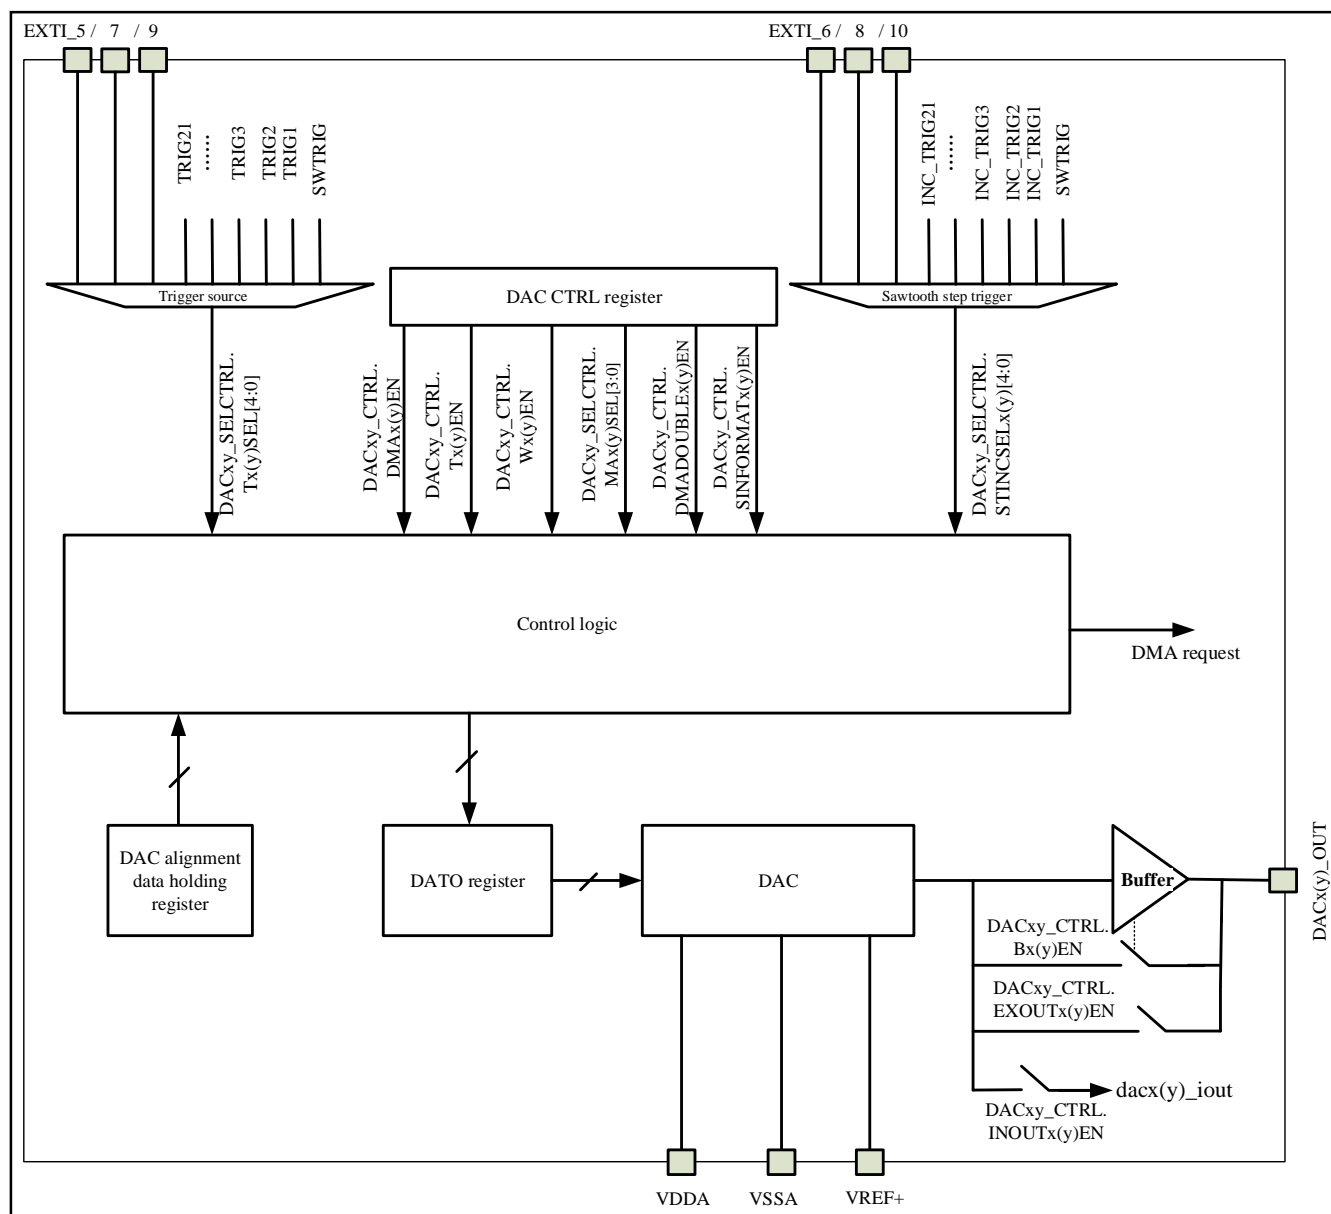 EXTI_5 / 7 / 9
EXTI_6 / 8 / 10
TRIG21
......
TRIG3
TRIG2
TRIG1
SWTRIG
INC_TRIG21
......
INC_TRIG3
INC_TRIG2
INC_TRIG1
SWTRIG
Trigger source
DAC CTRL register
Sawtooth step trigger
DACxy_SELCTRL.
Tx(y)SEL[4:0]
DACxy_CTRL.
DMAx(y)EN
DACxy_CTRL.
Tx(y)EN
DACxy_CTRL.
Wx(y)EN
DACxy_SELCTRL.
MAx(y)SEL[3:0]
DACxy_CTRL.
DMADOUBLEx(y)EN
DACxy_CTRL.
SINFORMATx(y)EN
DACxy_SELCTRL.
STINCSELx(y)[4:0]
Control logic
DMA request
DAC alignment
data holding
register
DATO register
DAC
Buffer
DACx(y)_OUT
DACxy_CTRL.
Bx(y)EN
DACxy_CTRL.
EXOUTx(y)EN
dacx(y)_iout
DACxy_CTRL.
INOUTx(y)EN
VDDA
VSSA
VREF+